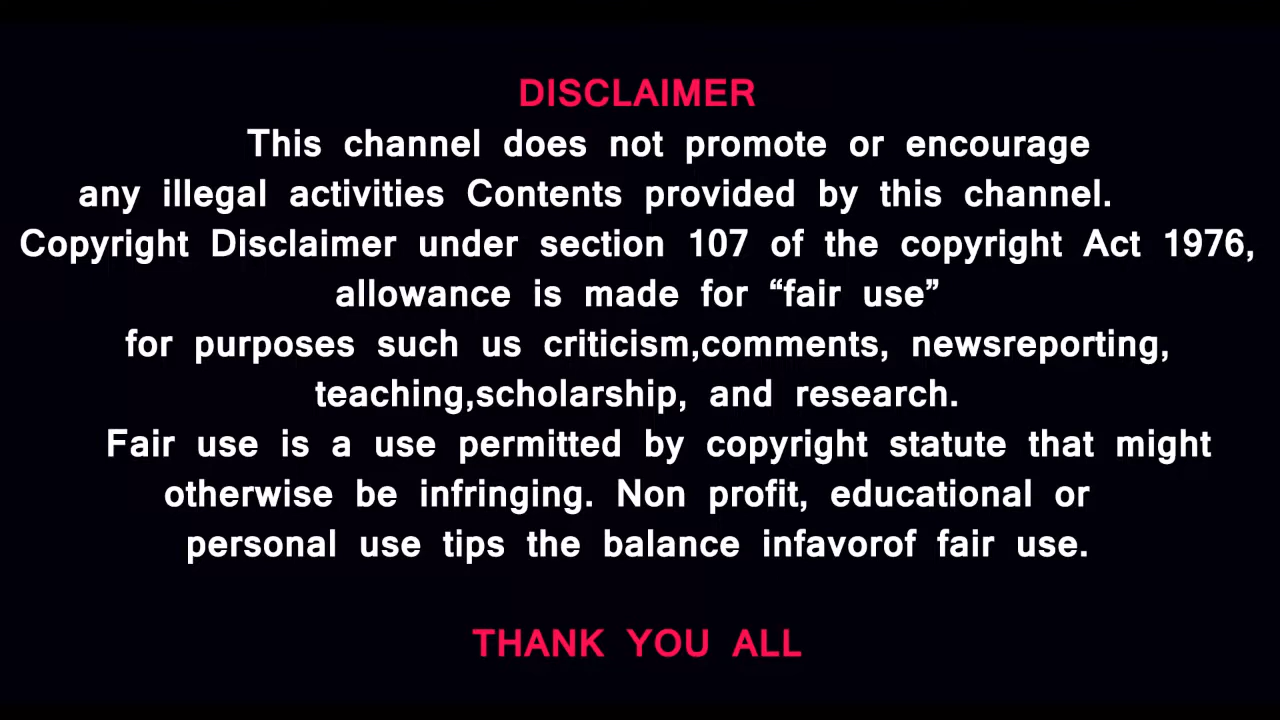 DISCLAIMER
This channel does not promote or encourage
any illegal activities Contents provided by this channel.
Copyright Disclaimer under section 107 of the copyright Act 1976,
allowance is made for “fair use”
for purposes such us criticism,comments, newsreporting,
teaching,scholarship, and research.
Fair use is a use permitted by copyright statute that might
otherwise be infringing. Non profit, educational or
personal use tips the balance infavorof fair use.
THANK YOU ALL